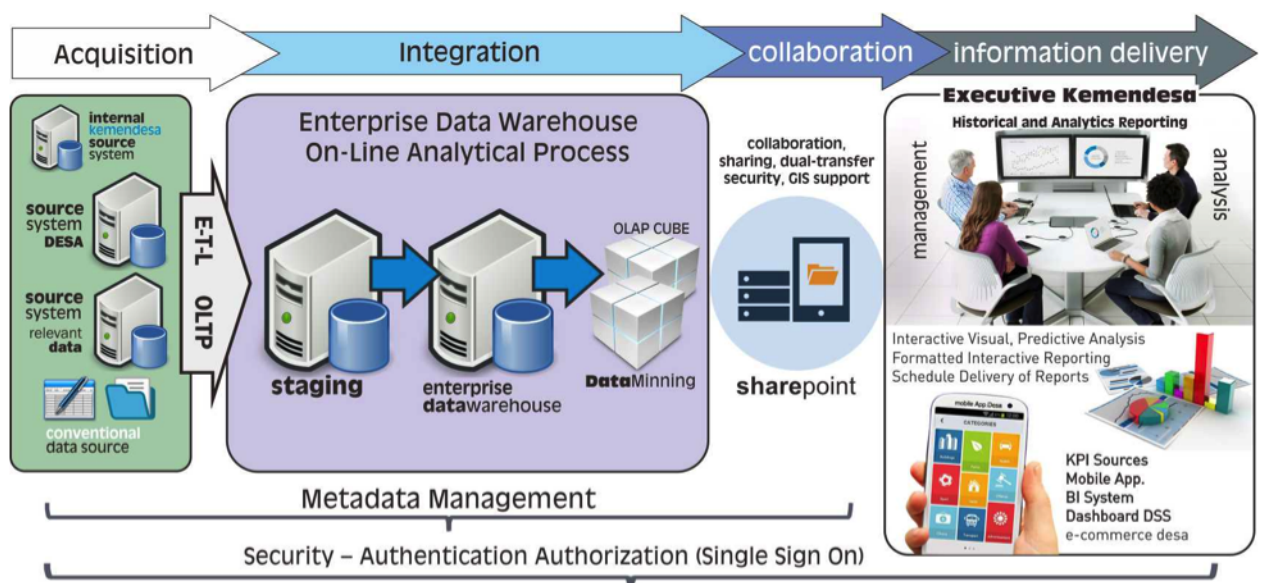 Acquisition
Integration
collaboration
information delivery
internal
kemendesa
source
system
source
system
DESA
source
system
relevant
data
conventional
data source
E-T-L OLTP
Enterprise Data Warehouse
On-Line Analytical Process
staging
enterprise
datawarehouse
OLAP CUBE
DataMinning
collaboration,
sharing, dual-transfer
security, GIS support
sharepoint
Executive Kemendesa
Historical and Analytics Reporting
management
analysis
Interactive Visual, Predictive Analysis
Formatted Interactive Reporting
Schedule Delivery of Reports
mobile App Desa
CATEGORIES
KPI Sources
Mobile App.
BI System
Dashboard DSS
e-commerce desa
Metadada Management
Security – Authentication Authorization (Single Sign On)